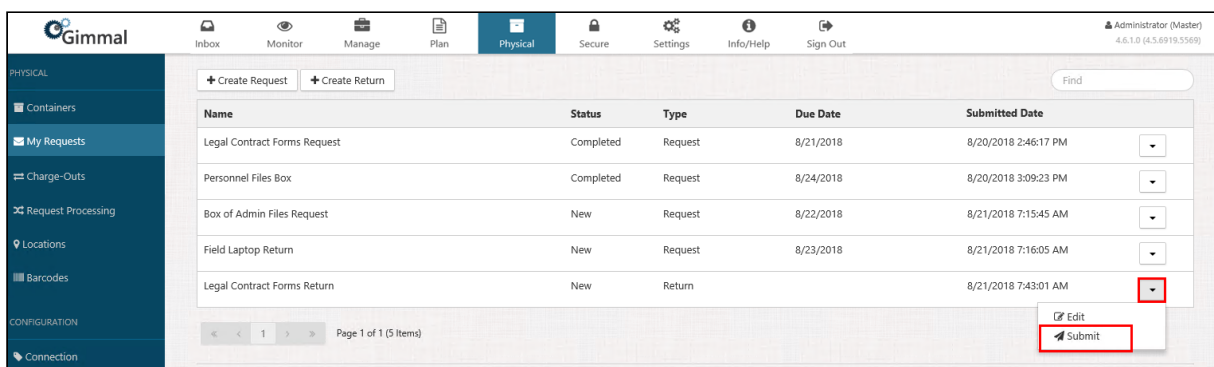 Gimmal
Inbox Monitor Manage Plan Physical Secure Settings Info/Help Sign Out
Administrator (Master)
4.6.1.0 (4.5.6919.5569)
PHYSICAL
Containers
My Requests
Charge-Outs
Request Processing
Locations
Barcodes
CONFIGURATION
Connection
Create Request Create Return Find
Name Status Type Due Date Submitted Date
Legal Contract Forms Request Completed Request 8/21/2018 8/20/2018 2:46:17 PM
Personnel Files Box Completed Request 8/24/2018 8/20/2018 3:09:23 PM
Box of Admin Files Request New Request 8/22/2018 8/21/2018 7:15:45 AM
Field Laptop Return New Request 8/23/2018 8/21/2018 7:16:05 AM
Legal Contract Forms Return New Return 8/21/2018 7:43:01 AM
Edit
Submit
« < 1 > » Page 1 of 1 (5 Items)